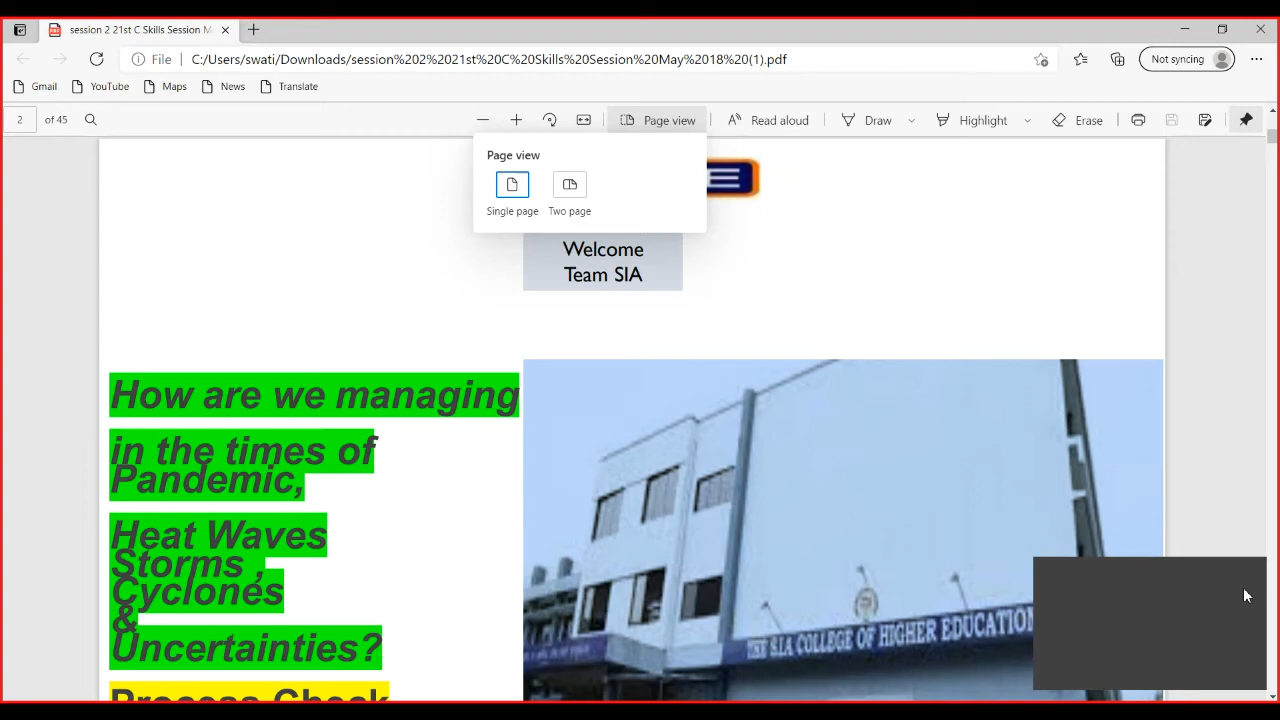 session 2 21st C Skills Session M
Not syncing
File
C:/Users/swati/Downloads/session%202%2021st%20C%20Skills%20Session%20May%2018%20(1).pdf
Gmail
YouTube
Maps
News
Translate
2 of 45
Page view
Read aloud
Draw
Highlight
Erase
Page view
Single page
Two page
Welcome
Team SIA
How are we managing
in the times of
Pandemic,
Heat Waves
Storms ,
Cyclones
&
Uncertainties?
Process Check
THE SIA COLLEGE OF HIGHER EDUCATION